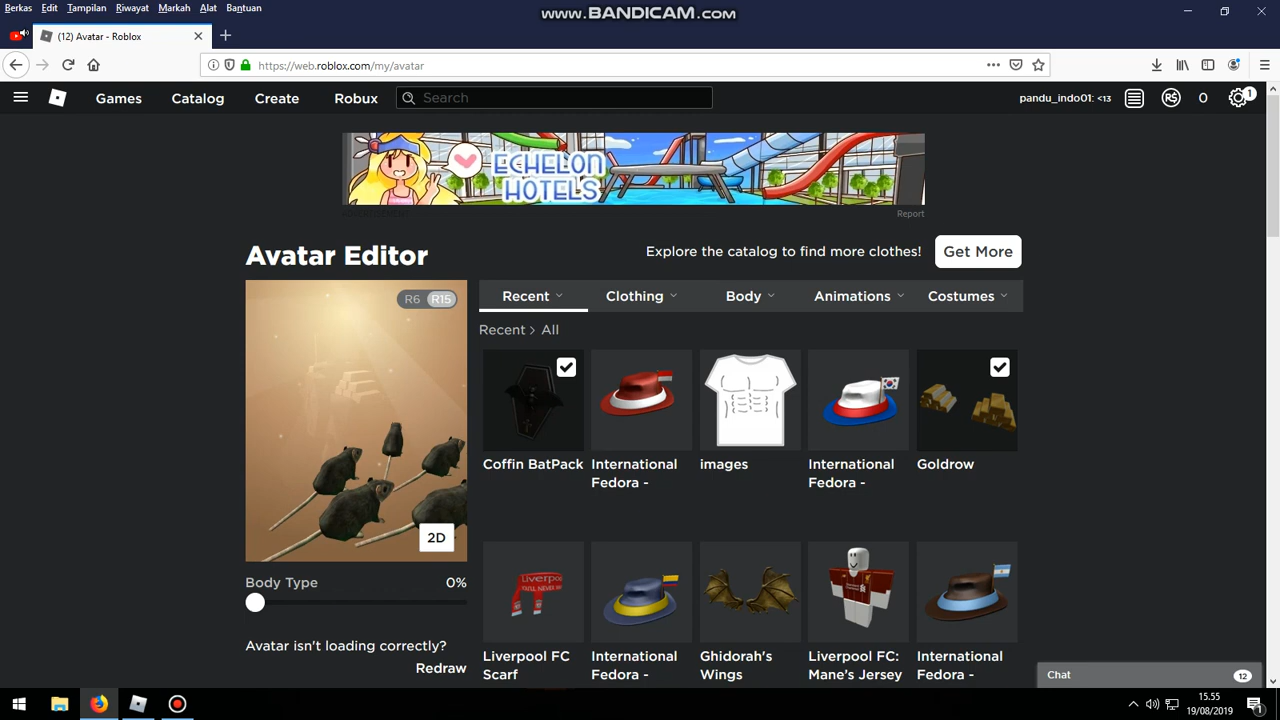 Berkas Edit Tampilan Riwayat Markah Alat Bantuan
www.BANDICAM.com
(12) Avatar - Roblox
https://web.roblox.com/my/avatar
Games Catalog Create Robux Search pandu_indo01: <13 0 1
ECHELON
HOTELS
ADVERTISEMENT Report
Avatar Editor
Explore the catalog to find more clothes! Get More
R6 R15
Recent Clothing Body Animations Costumes
Recent > All
Coffin BatPack
International
Fedora -
images
International
Fedora -
Goldrow
2D
Body Type 0%
Liverpool
Liverpool FC
Scarf
International
Fedora -
Ghidorah's
Wings
Liverpool FC:
Mane's Jersey
International
Fedora -
Avatar isn't loading correctly?
Redraw
Chat 12
15.55
19/08/2019
1